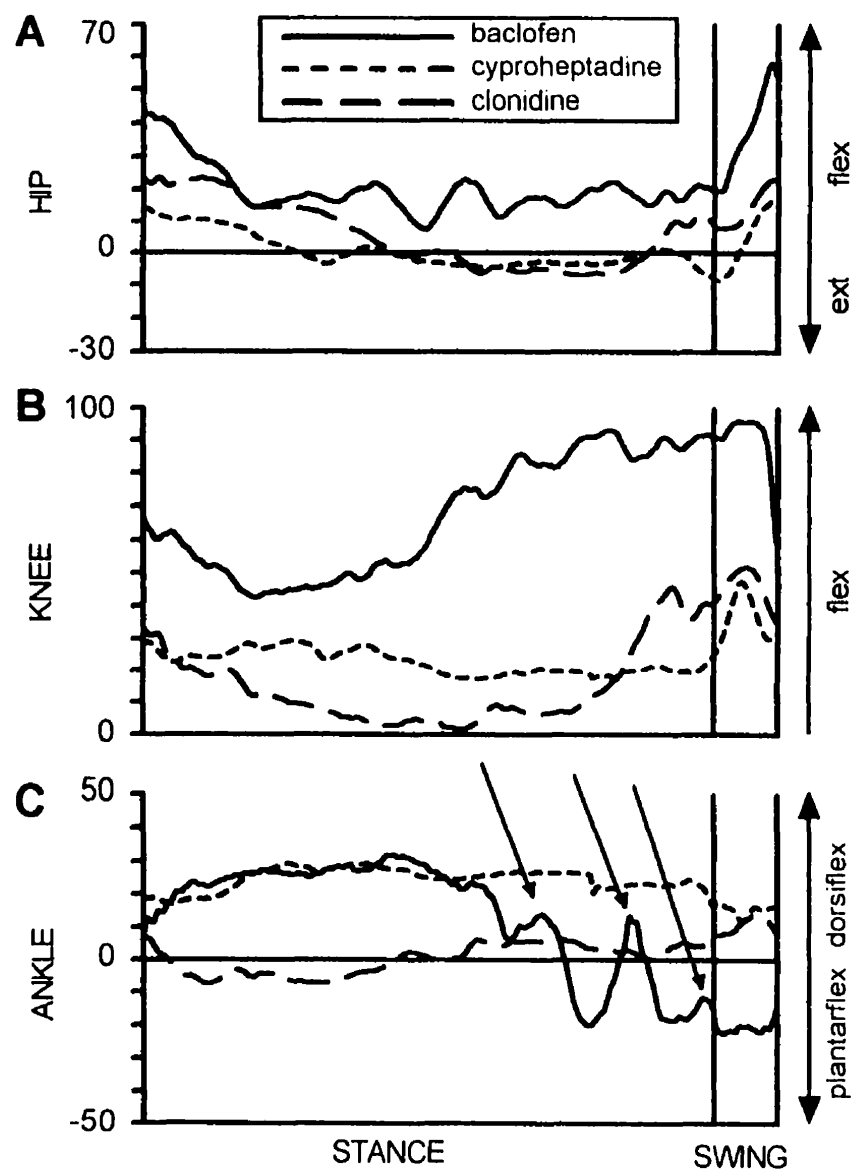 A
70
baclofen
cyproheptadine
clonidine
HIP
flex
0
ext
-30
B
100
KNEE
flex
0
C
50
ANKLE
0
dorsiflex
plantarflex
-50
STANCE
SWING